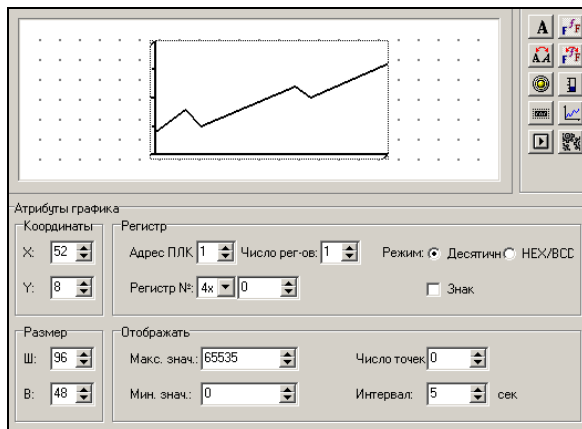 A
Атрибуты графика
Координаты
X: 52
Y: 8
Регистр
Адрес ПЛК 1 Число рег-ов: 1 Режим: Десятичн HEX/BCD
Регистр №: 4x 0 Знак
Размер
Ш: 96
В: 48
Отображать
Макс. знач.: 65535 Число точек 0
Мин. знач.: 0 Интервал: 5 сек